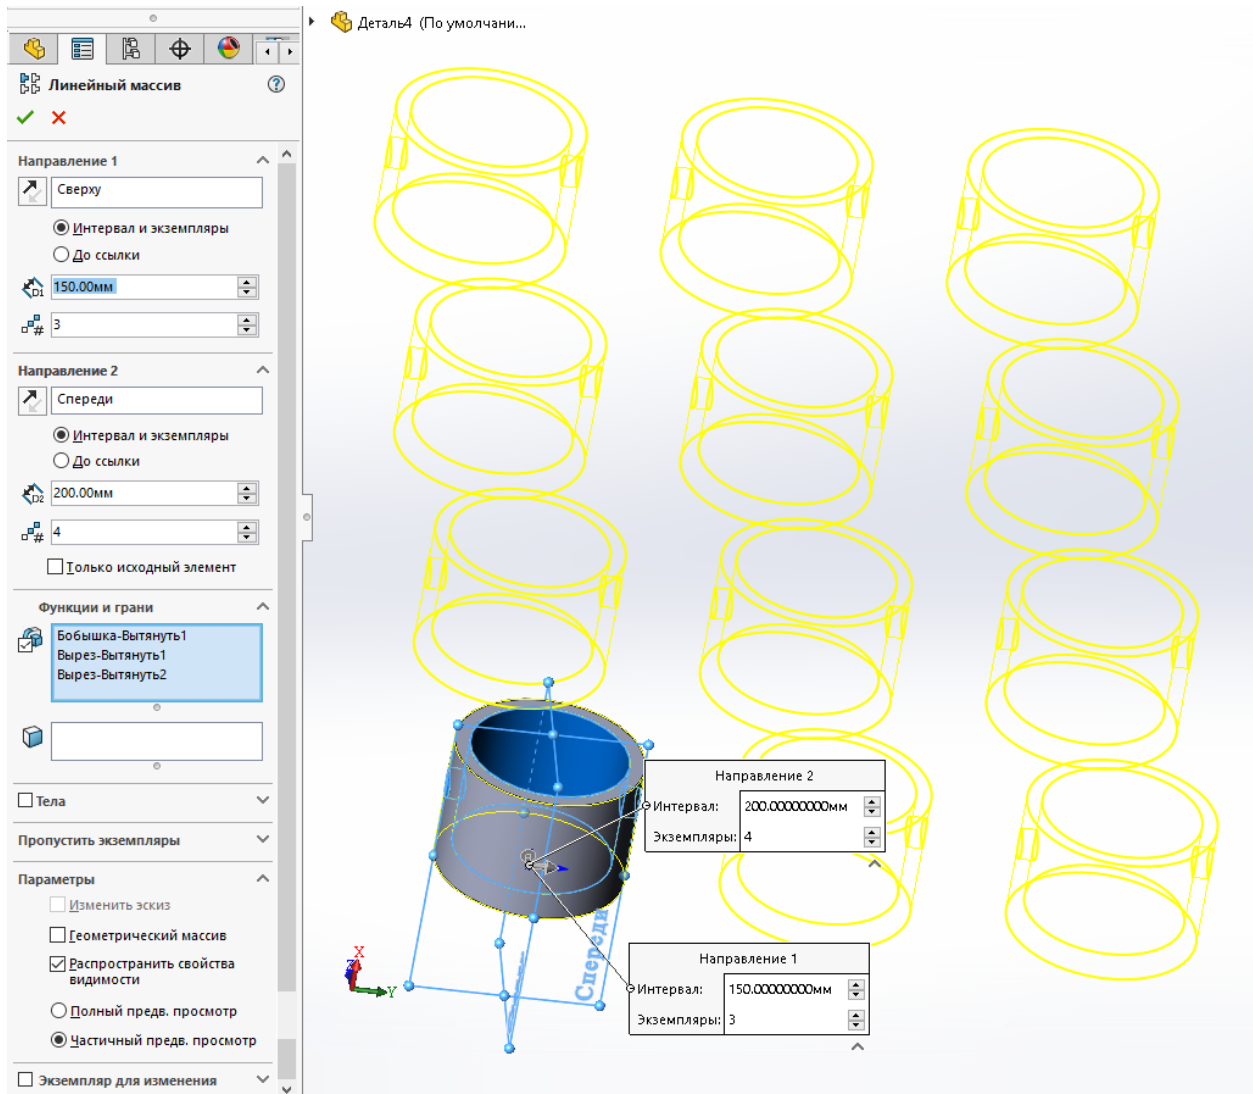 Деталь4 (По умолчани...
Линейный массив
Направление 1
Сверху
Интервал и экземпляры
До ссылки
D1
150.00мм
#
3
Направление 2
Спереди
Интервал и экземпляры
До ссылки
D2
200.00мм
#
4
Только исходный элемент
Функции и грани
Бобышка-Вытянуть1
Вырез-Вытянуть1
Вырез-Вытянуть2
Тела
Пропустить экземпляры
Параметры
Изменить эскиз
Геометрический массив
Распространить свойства
видимости
Полный предв. просмотр
Частичный предв. просмотр
Экземпляр для изменения
Направление 2
Интервал: 200.00000000мм
Экземпляры: 4
Спереди
Направление 1
Интервал: 150.00000000мм
Экземпляры: 3
X
Z
Y